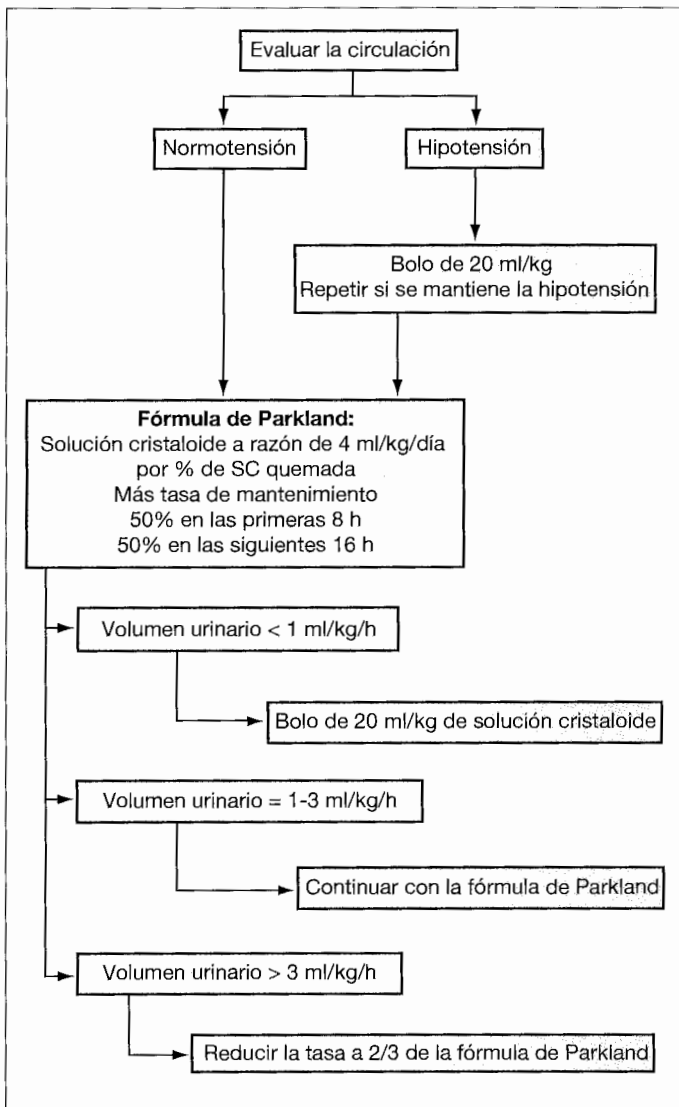 Evaluar la circulación
Normotensión
Hipotensión
Bolo de 20 ml/kg
Repetir si se mantiene la hipotensión
Fórmula de Parkland:
Solución cristaloide a razón de 4 ml/kg/día
por % de SC quemada
Más tasa de mantenimiento
50% en las primeras 8 h
50% en las siguientes 16 h
Volumen urinario < 1 ml/kg/h
Bolo de 20 ml/kg de solución cristaloide
Volumen urinario = 1-3 ml/kg/h
Continuar con la fórmula de Parkland
Volumen urinario > 3 ml/kg/h
Reducir la tasa a 2/3 de la fórmula de Parkland